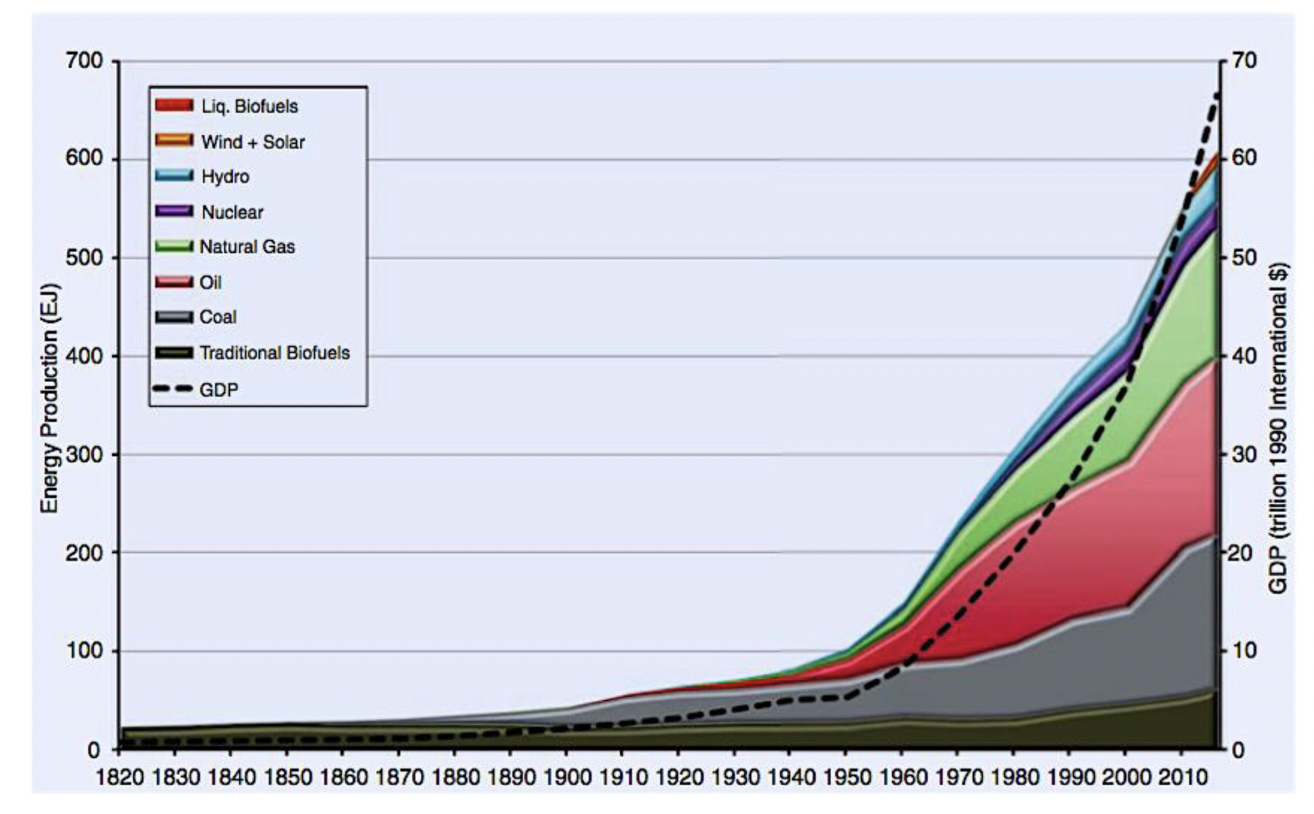 700
600
500
400
300
200
100
0
Energy Production (EJ)
Liq. Biofuels
Wind + Solar
Hydro
Nuclear
Natural Gas
Oil
Coal
Traditional Biofuels
GDP
70
60
50
40
30
20
10
0
GDP (trillion 1990 International $)
1820 1830 1840 1850 1860 1870 1880 1890 1900 1910 1920 1930 1940 1950 1960 1970 1980 1990 2000 2010